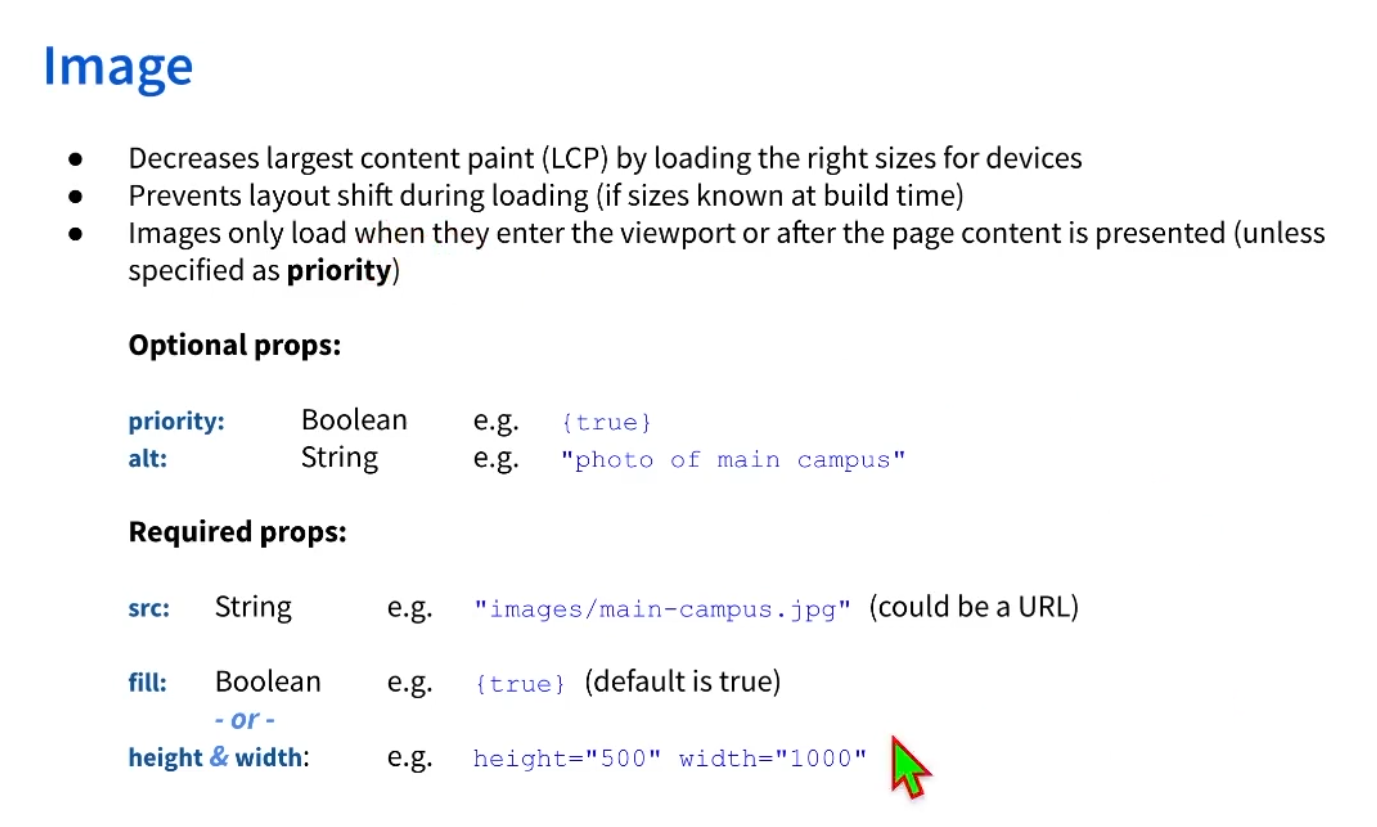 Image
● Decreases largest content paint (LCP) by loading the right sizes for devices
● Prevents layout shift during loading (if sizes known at build time)
● Images only load when they enter the viewport or after the page content is presented (unless
specified as priority)
Optional props:
priority: Boolean e.g. {true}
alt: String e.g. "photo of main campus"
Required props:
src: String e.g. "images/main-campus.jpg" (could be a URL)
fill: Boolean e.g. {true} (default is true)
- or -
height & width: e.g. height="500" width="1000"